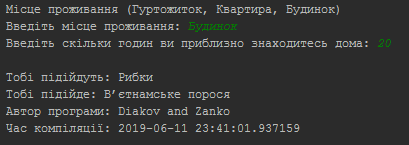 Місце проживання (Гуртожиток, Квартира, Будинок)
Введіть місце проживання: Будинок
Введіть скільки годин ви приблизно знаходитесь дома: 20
Тобі підійдуть: Рибки
Тобі підійде: В’єтнамське порося
Автор програми: Diakov and Zanko
Час компіляції: 2019-06-11 23:41:01.937159